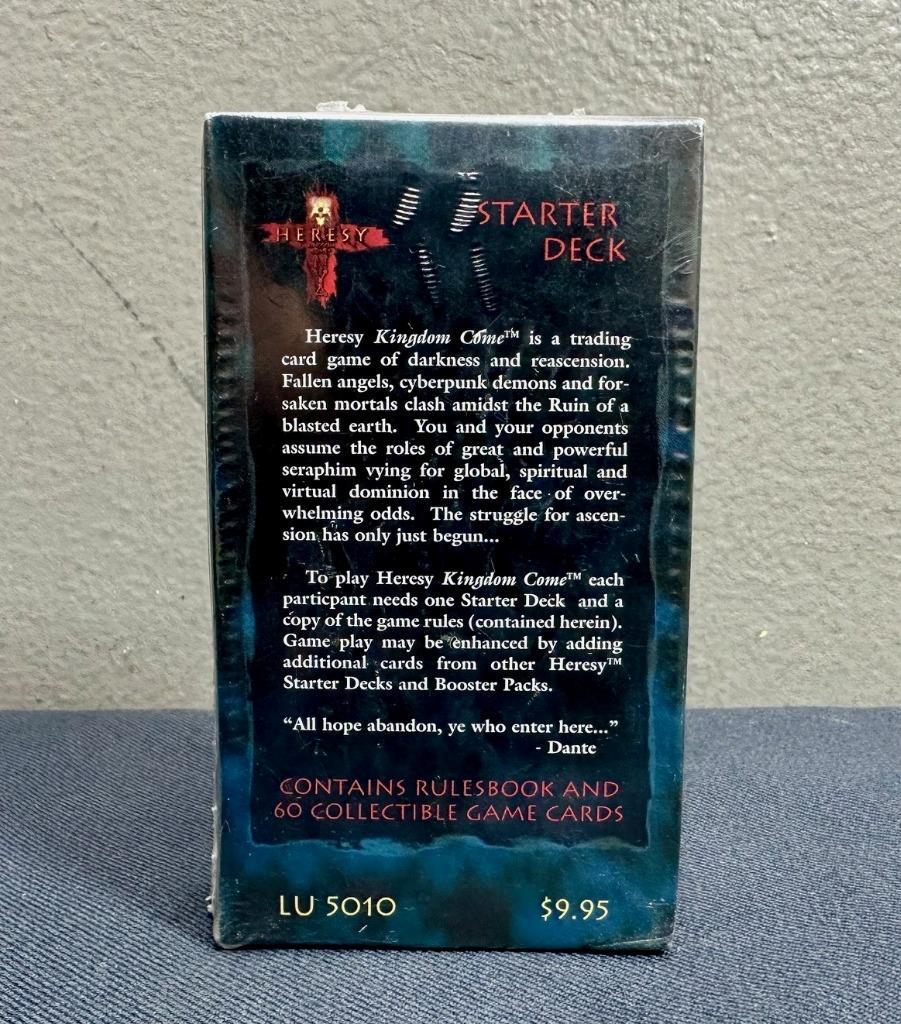 HERESY
STARTER
DECK
Heresy Kingdom Come™ is a trading
card game of darkness and reascension.
Fallen angels, cyberpunk demons and for-
saken mortals clash amidst the Ruin of a
blasted earth. You and your opponents
assume the roles of great and powerful
seraphim vying for global, spiritual and
virtual dominion in the face of over-
whelming odds. The struggle for ascen-
sion has only just begun...
To play Heresy Kingdom Come™ each
particpant needs one Starter Deck and a
copy of the game rules (contained herein).
Game play may be enhanced by adding
additional cards from other Heresy™
Starter Decks and Booster Packs.
“All hope abandon, ye who enter here...”
- Dante
CONTAINS RULESBOOK AND
60 COLLECTIBLE GAME CARDS
LU 5010 $9.95